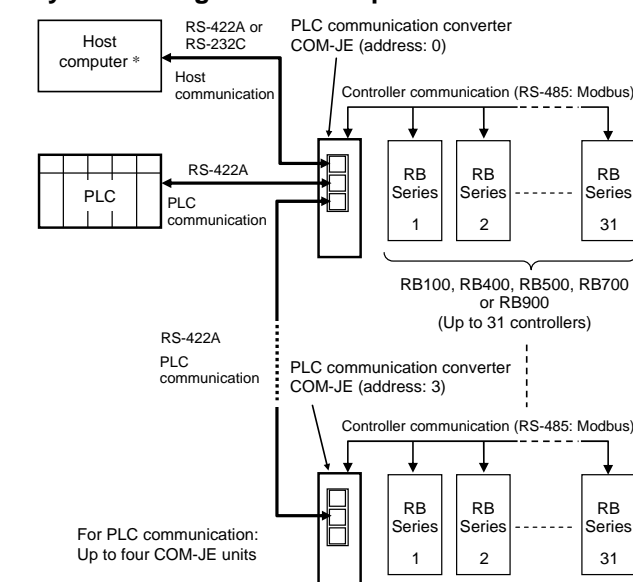 Host
computer *
RS-422A or
RS-232C
Host
communication
PLC communication converter
COM-JE (address: 0)
Controller communication (RS-485: Modbus)
PLC
RS-422A
PLC
communication
RB
Series
1
RB
Series
2
RB
Series
31
RB100, RB400, RB500, RB700
or RB900
(Up to 31 controllers)
RS-422A
PLC
communication
PLC communication converter
COM-JE (address: 3)
Controller communication (RS-485: Modbus)
RB
Series
1
RB
Series
2
RB
Series
31
For PLC communication:
Up to four COM-JE units